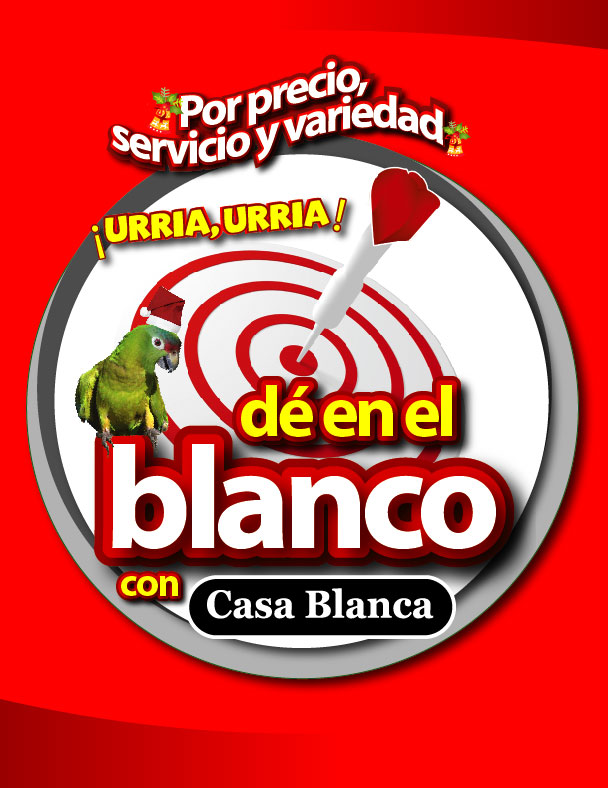 Por precio,
servicio y variedad
¡URRIA, URRIA!
dé en el
blanco
con
Casa Blanca